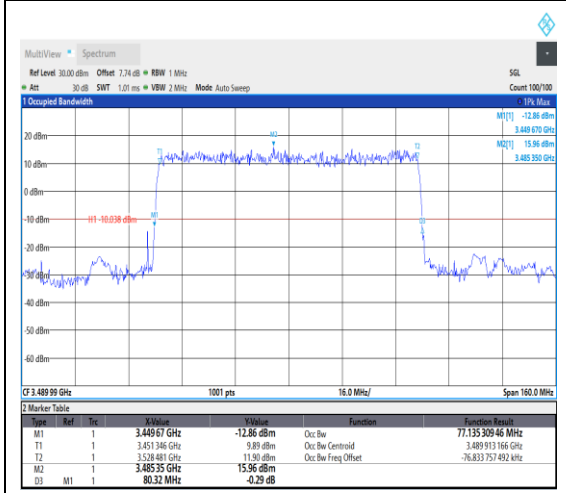 MultiView Spectrum
Ref Level 30.00 dBm Offset 7.74 dB RBW 1 MHz SGL
Att 30 dB SWT 1.01 ms VBW 2 MHz Mode Auto Sweep Count 100/100
1 Occupied Bandwidth 1Pk Max
M1[1] -12.86 dBm
3.449 670 GHz
M2[1] 15.96 dBm
3.485 350 GHz
20 dBm
M2
T1
T2
10 dBm
0 dBm
-10 dBm
H1 -10.038 dBm
M1
D3
-20 dBm
-30 dBm
-40 dBm
-50 dBm
-60 dBm
CF 3.489 99 GHz 1001 pts 16.0 MHz/ Span 160.0 MHz
2 Marker Table
Type Ref Trc X-Value Y-Value Function Function Result
M1 1 3.449 67 GHz -12.86 dBm Occ Bw 77.135 309 46 MHz
T1 1 3.451 346 GHz 9.89 dBm Occ Bw Centroid 3.489 913 166 GHz
T2 1 3.528 481 GHz 11.90 dBm Occ Bw Freq Offset -76.833 757 492 kHz
M2 1 3.485 35 GHz 15.96 dBm
D3 M1 1 80.32 MHz -0.29 dB